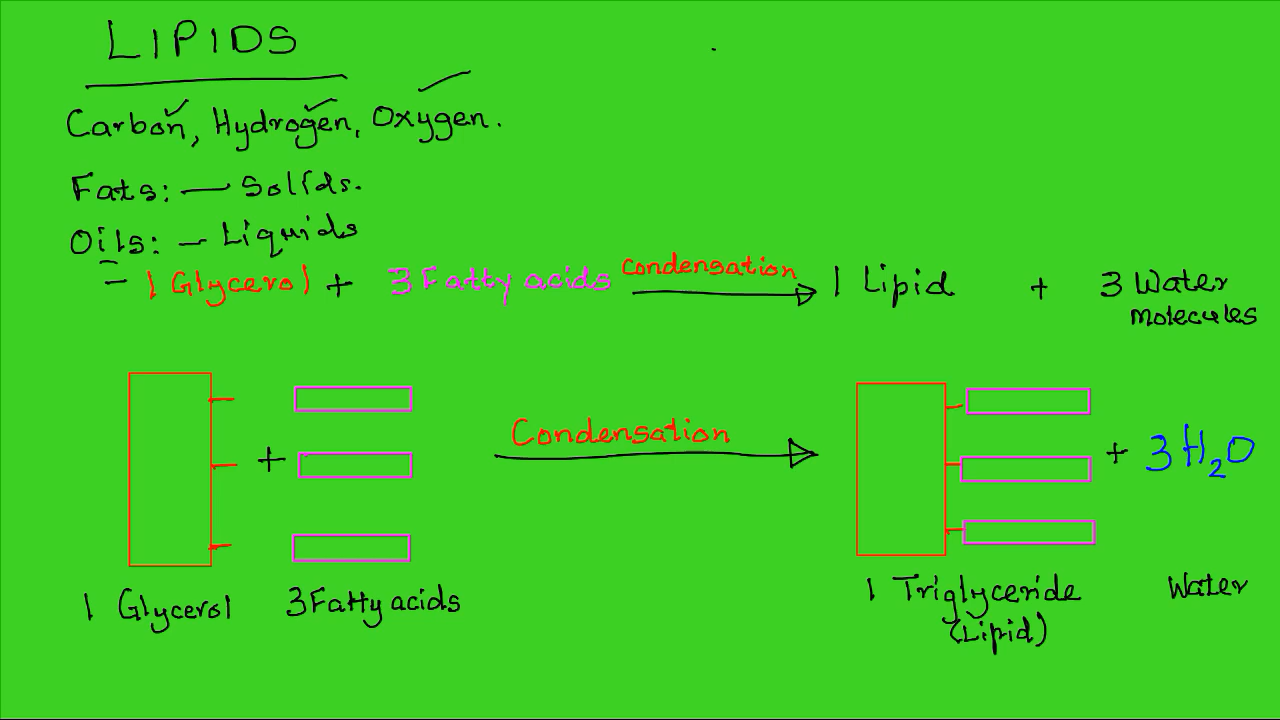 LIPIDS
Carbon, Hydrogen, Oxygen.
Fats: — Solids.
Oils: — Liquids
– 1 Glycerol + 3 Fatty acids Condensation 1 Lipid + 3 Water
molecules
+ Condensation + 3H₂O
1 Glycerol 3 Fatty acids 1 Triglyceride Water
(Lipid)